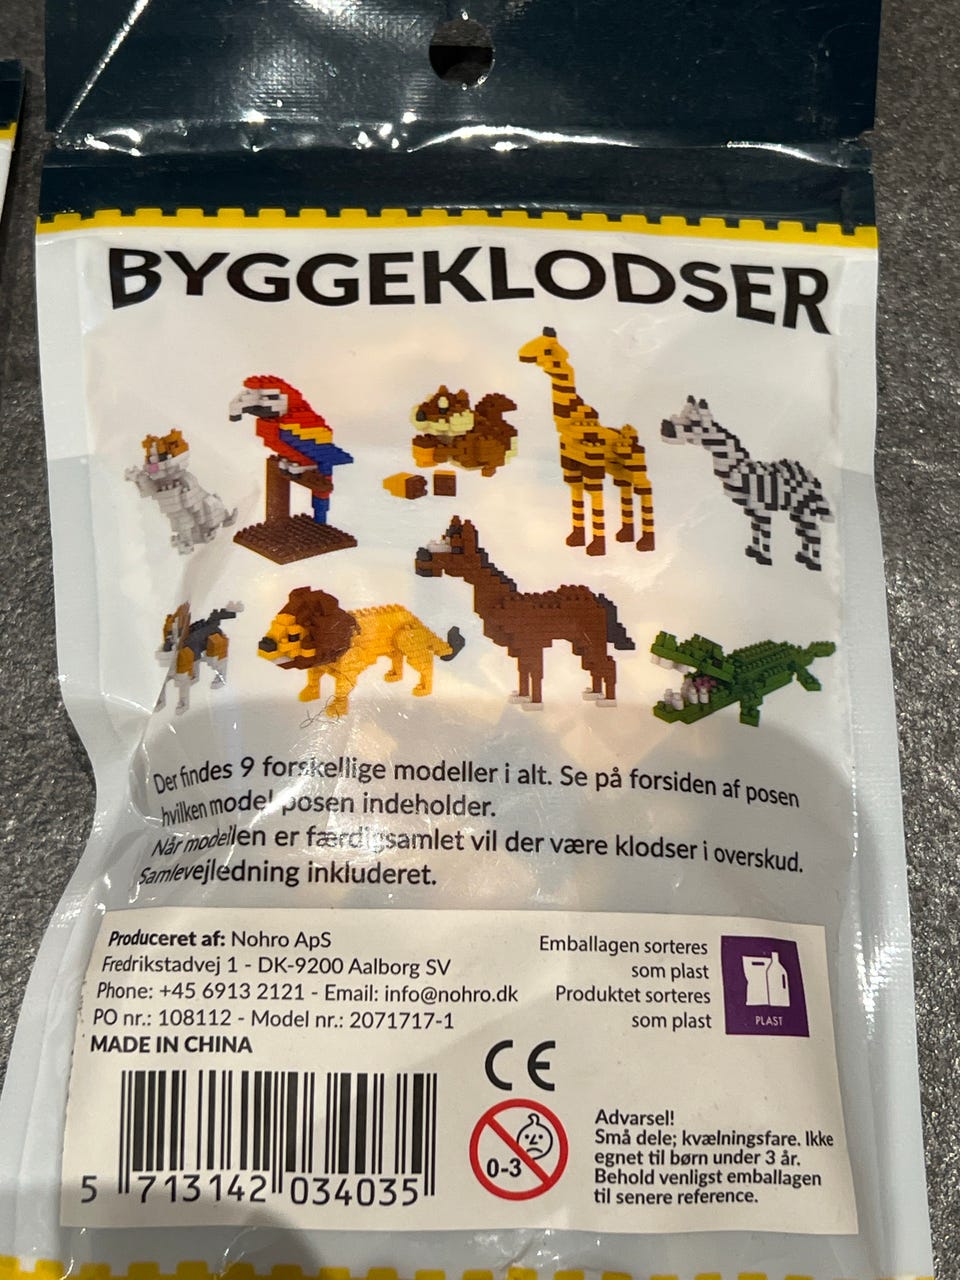 BYGGEKLODSER
Der findes 9 forskellige modeller i alt. Se på forsiden af posen
hvilken model posen indeholder.
Når modellen er færdigsamlet vil der være klodser i overskud.
Samlevejledning inkluderet.
Produceret af: Nohro ApS
Fredrikstadvej 1 - DK-9200 Aalborg SV
Phone: +45 6913 2121 - Email: info@nohro.dk
PO nr.: 108112 - Model nr.: 2071717-1
MADE IN CHINA
Emballagen sorteres
som plast
Produktet sorteres
som plast
PLAST
CE
5 713142 034035
0-3
Advarsel!
Små dele; kvælningsfare. Ikke
egnet til børn under 3 år.
Behold venligst emballagen
til senere reference.